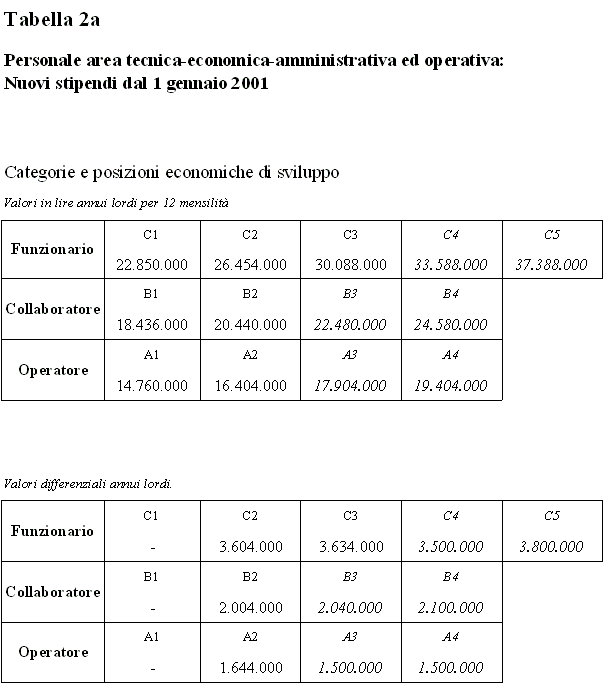 Tabella 2a
Personale area tecnica-economica-amministrativa ed operativa:
Nuovi stipendi dal 1 gennaio 2001
Categorie e posizioni economiche di sviluppo
Valori in lire annui lordi per 12 mensilità
Funzionario C1 C2 C3 C4 C5
22.850.000 26.454.000 30.088.000 33.588.000 37.388.000
Collaboratore B1 B2 B3 B4
18.436.000 20.440.000 22.480.000 24.580.000
Operatore A1 A2 A3 A4
14.760.000 16.404.000 17.904.000 19.404.000
Valori differenziali annui lordi.
Funzionario C1 C2 C3 C4 C5
- 3.604.000 3.634.000 3.500.000 3.800.000
Collaboratore B1 B2 B3 B4
- 2.004.000 2.040.000 2.100.000
Operatore A1 A2 A3 A4
- 1.644.000 1.500.000 1.500.000